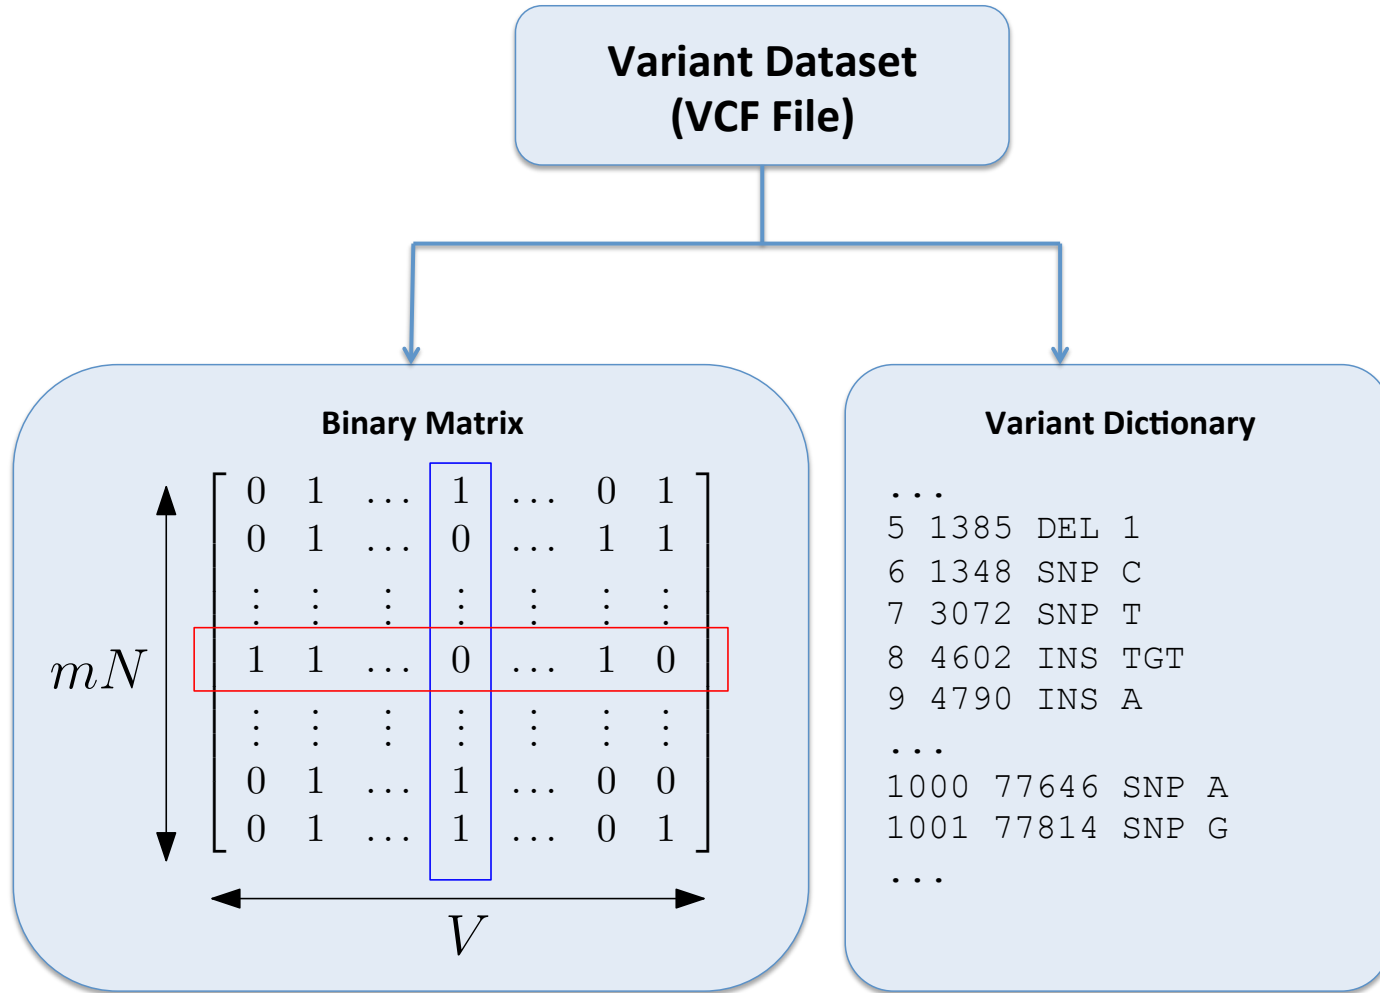 Variant Dataset
(VCF File)
Binary Matrix
0 1 ... 1 ... 0 1
0 1 ... 0 ... 1 1
⋮ ⋮ ⋮ ⋮ ⋮ ⋮ ⋮
1 1 ... 0 ... 1 0
⋮ ⋮ ⋮ ⋮ ⋮ ⋮ ⋮
0 1 ... 1 ... 0 0
0 1 ... 1 ... 0 1
mN
V
Variant Dictionary
...
5 1385 DEL 1
6 1348 SNP C
7 3072 SNP T
8 4602 INS TGT
9 4790 INS A
...
1000 77646 SNP A
1001 77814 SNP G
...